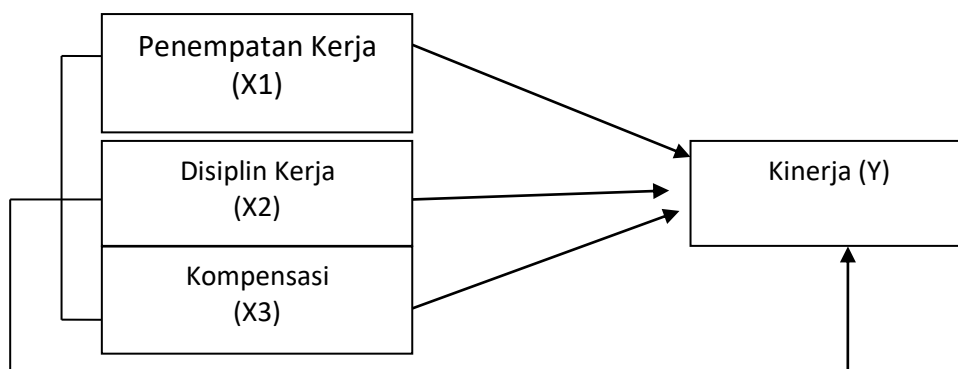 Penempatan Kerja
(X1)
Disiplin Kerja
(X2)
Kinerja (Y)
Kompensasi
(X3)